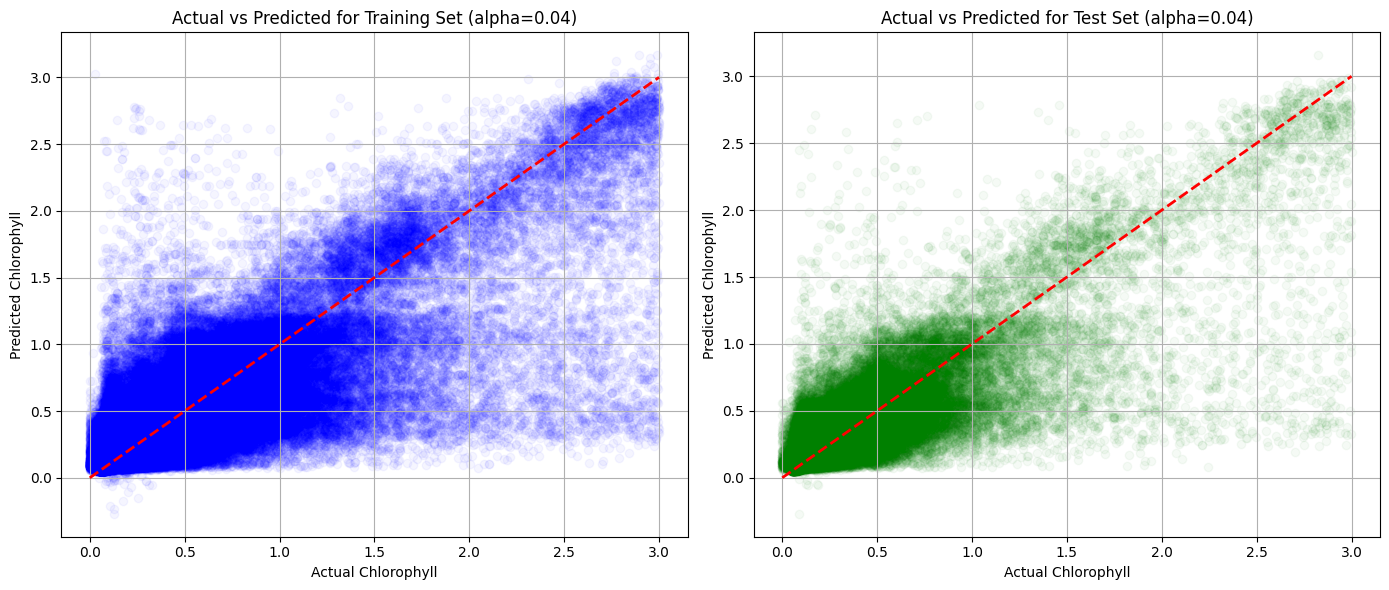 Actual vs Predicted for Training Set (alpha=0.04)
Predicted Chlorophyll
3.0
2.5
2.0
1.5
1.0
0.5
0.0
0.0 0.5 1.0 1.5 2.0 2.5 3.0
Actual Chlorophyll
Actual vs Predicted for Test Set (alpha=0.04)
Predicted Chlorophyll
3.0
2.5
2.0
1.5
1.0
0.5
0.0
0.0 0.5 1.0 1.5 2.0 2.5 3.0
Actual Chlorophyll